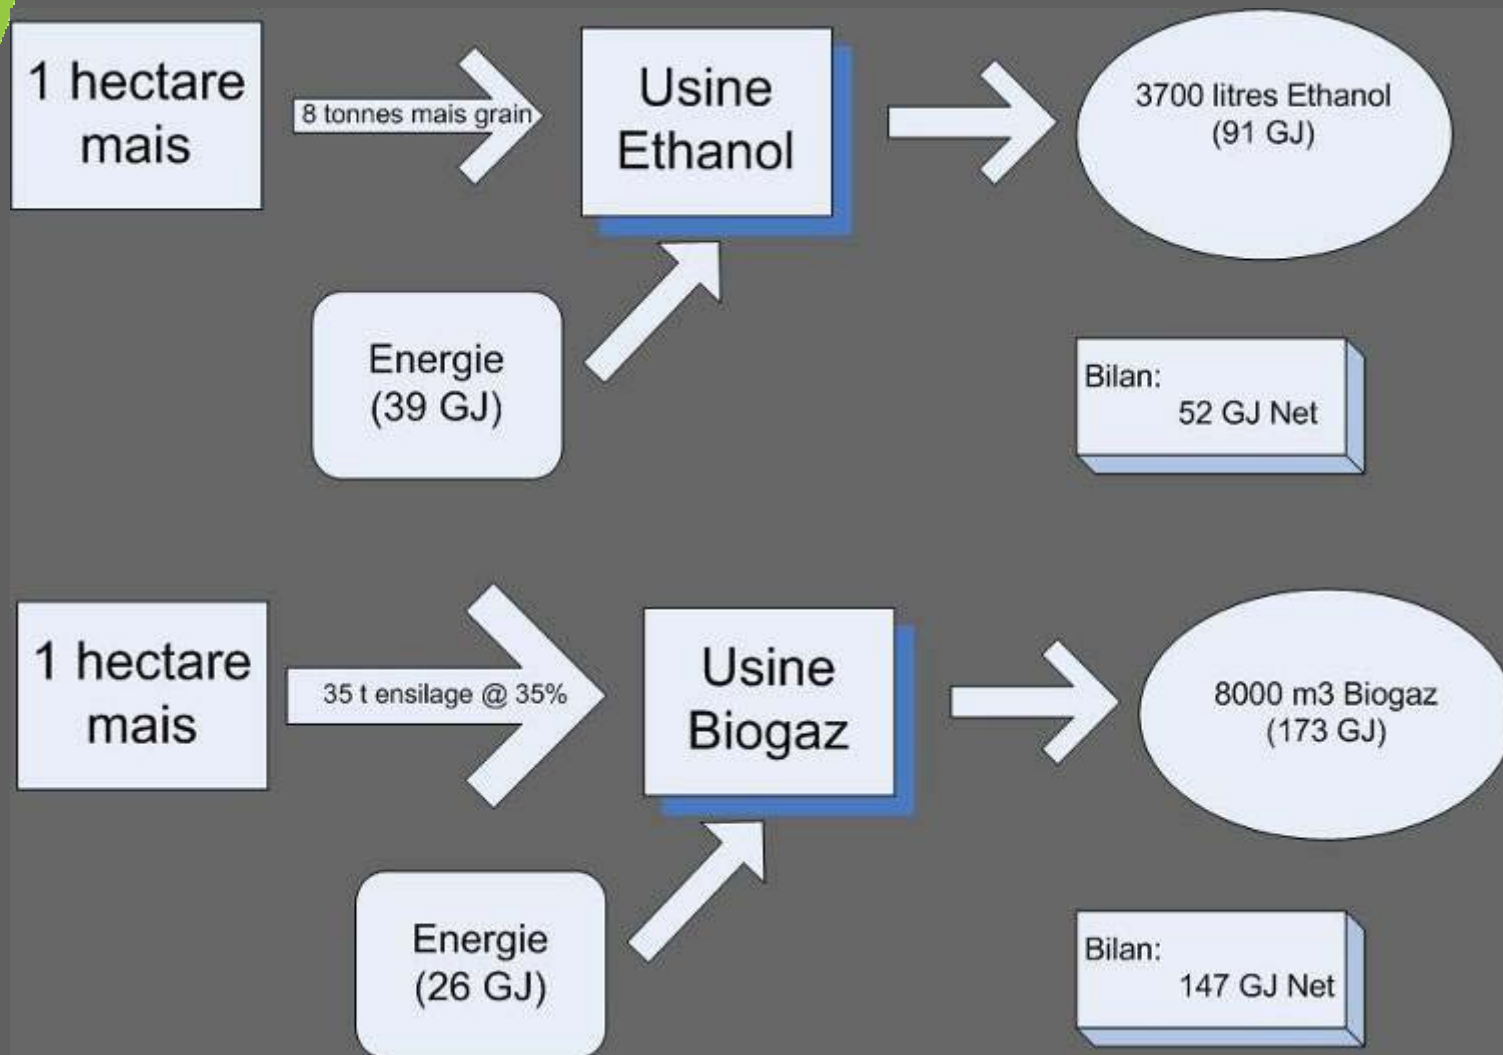 1 hectare
mais
8 tonnes mais grain
Usine
Ethanol
3700 litres Ethanol
(91 GJ)
Energie
(39 GJ)
Bilan:
52 GJ Net
1 hectare
mais
35 t ensilage @ 35%
Usine
Biogaz
8000 m3 Biogaz
(173 GJ)
Energie
(26 GJ)
Bilan:
147 GJ Net